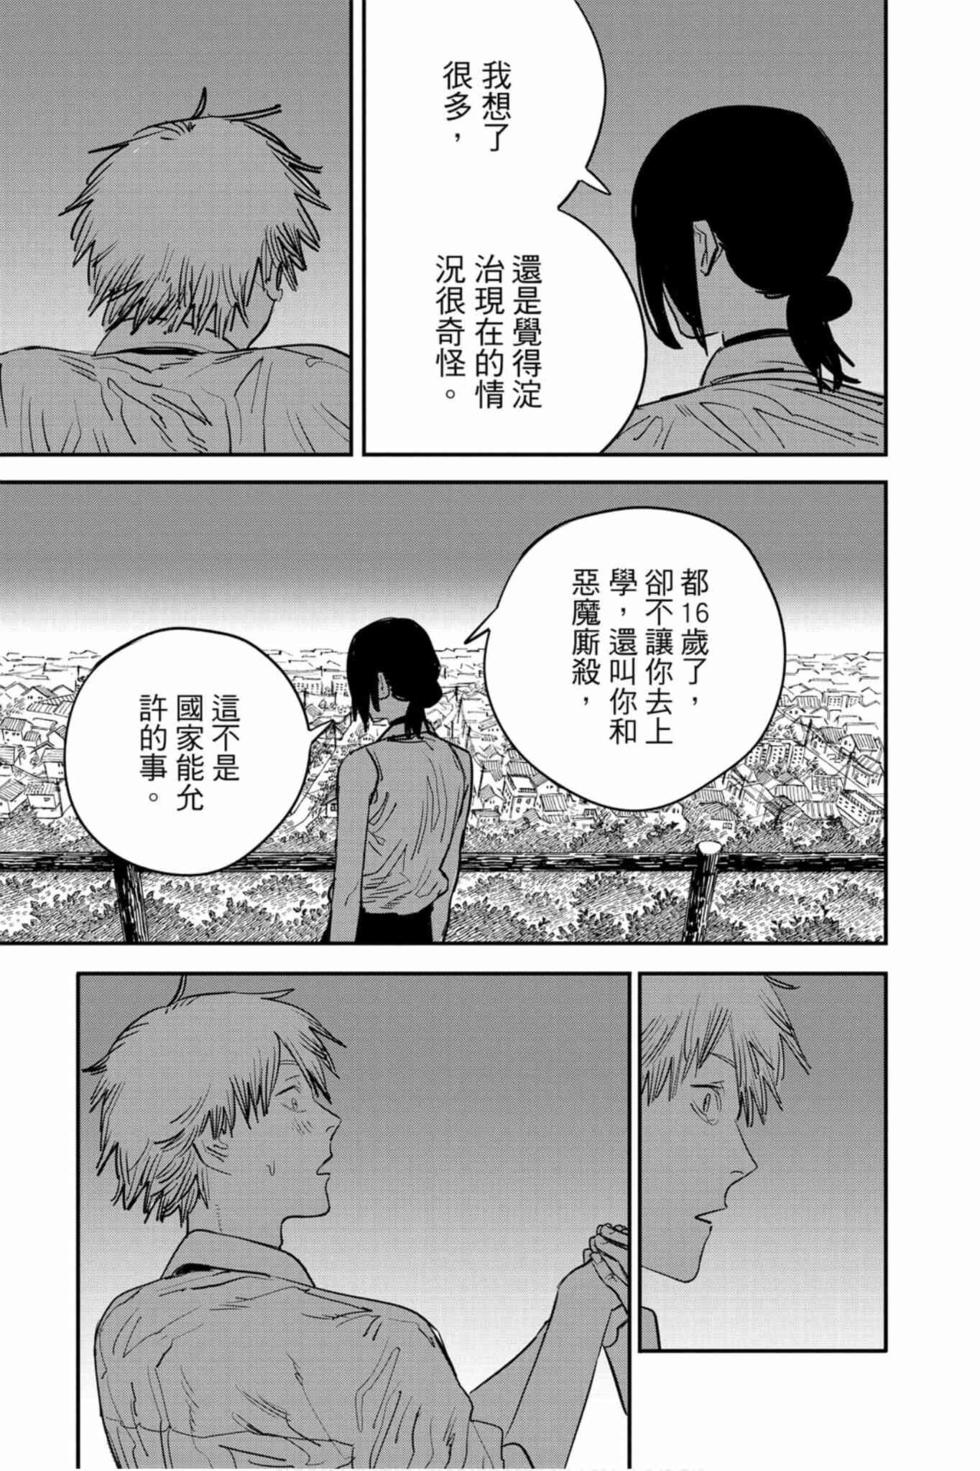 我想了
很多，
還是覺得淀
治現在的情
況很奇怪。
都16歲了，
卻不讓你去上
學，還叫你和
惡魔廝殺，
這不是
國家能允
許的事。